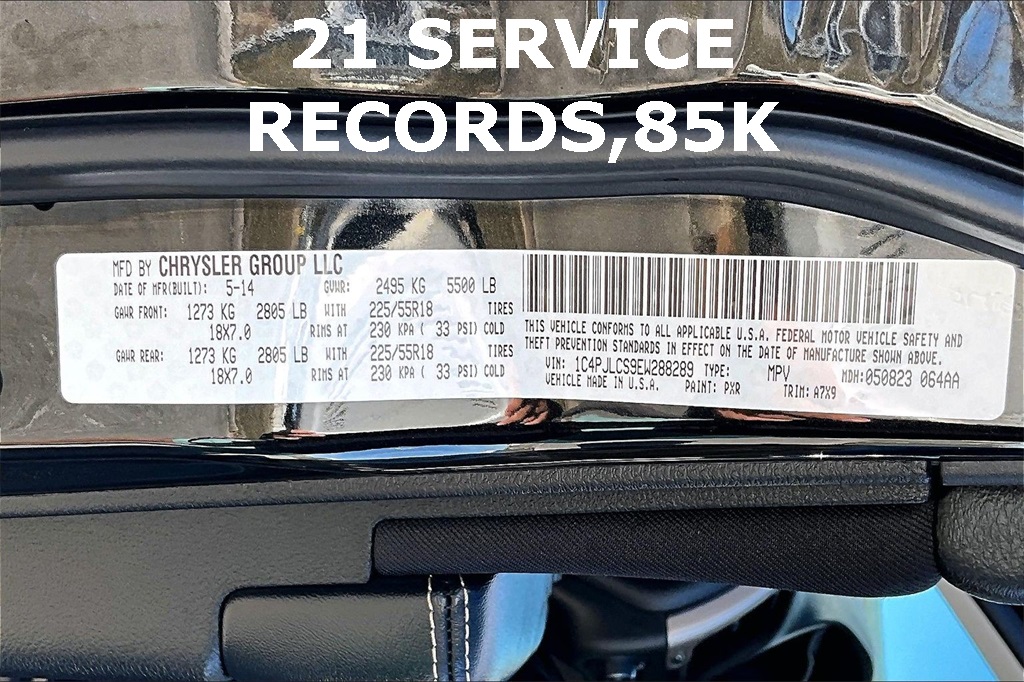 21 SERVICE
RECORDS,85K
MFD BY CHRYSLER GROUP LLC
DATE OF MFR(BUILT): 5-14 GVWR: 2495 KG 5500 LB
GAWR FRONT: 1273 KG 2805 LB WITH 225/55R18 TIRES
18X7.0 RIMS AT 230 KPA ( 33 PSI) COLD
GAWR REAR: 1273 KG 2805 LB WITH 225/55R18 TIRES
18X7.0 RIMS AT 230 KPA ( 33 PSI) COLD
THIS VEHICLE CONFORMS TO ALL APPLICABLE U.S.A. FEDERAL MOTOR VEHICLE SAFETY AND
THEFT PREVENTION STANDARDS IN EFFECT ON THE DATE OF MANUFACTURE SHOWN ABOVE.
VIN: 1C4PJLCS9EW288289 TYPE: MPV MDH:050823 064AA
VEHICLE MADE IN U.S.A. PAINT: PXR TRIM: A7X9